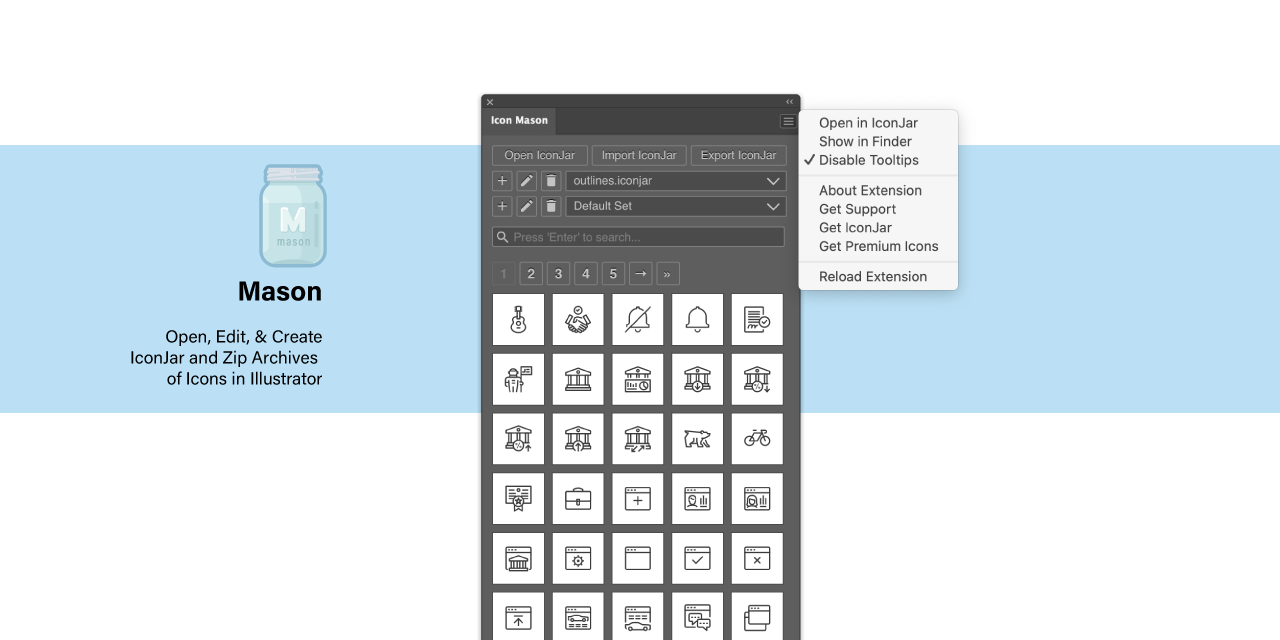 M
mason
Mason
Open, Edit, & Create
IconJar and Zip Archives
of Icons in Illustrator
Icon Mason
Open IconJar Import IconJar Export IconJar
outlines.iconjar
Default Set
Press 'Enter' to search...
1 2 3 4 5 → »
Open in IconJar
Show in Finder
✓ Disable Tooltips
About Extension
Get Support
Get IconJar
Get Premium Icons
Reload Extension